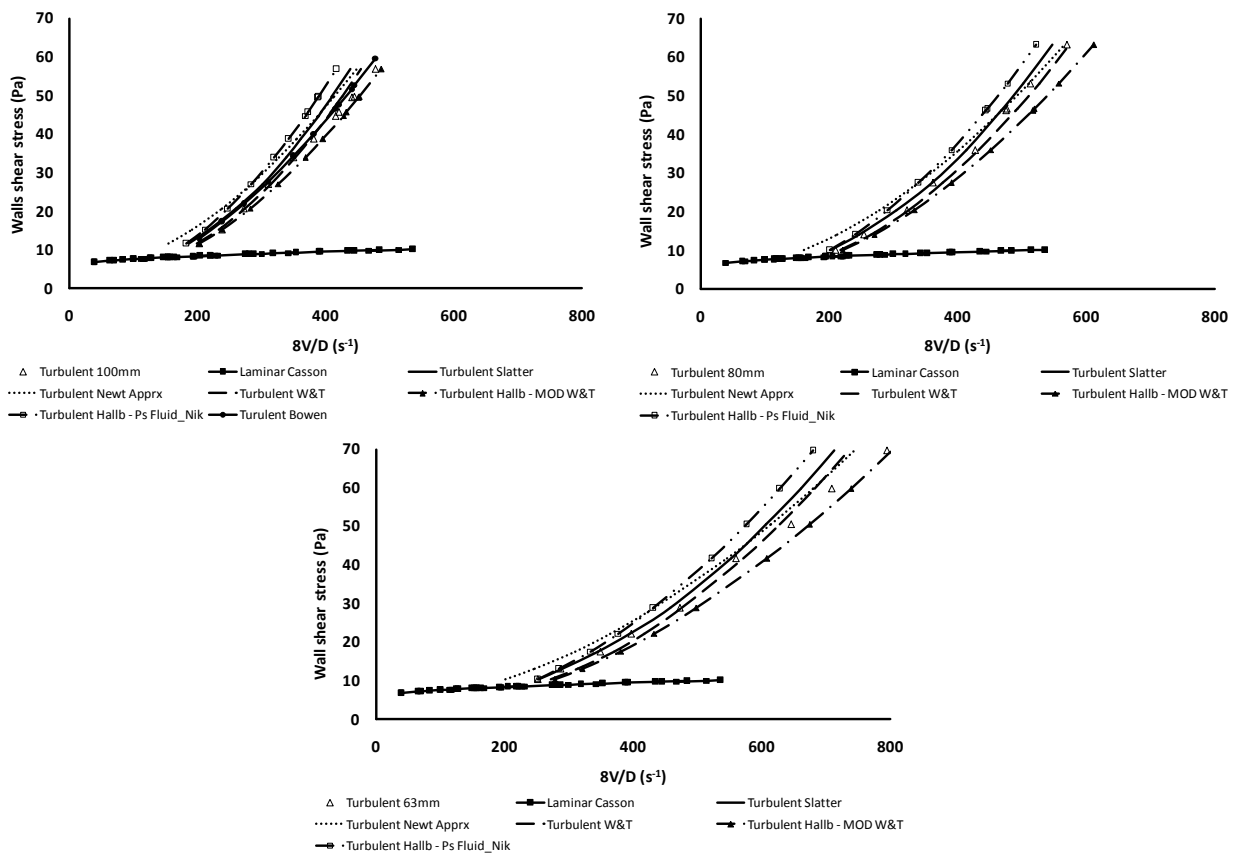 70
60
50
40
30
20
10
0
Walls shear stress (Pa)
0 200 400 600 800
8V/D (s⁻¹)
Turbulent 100mm Laminar Casson Turbulent Slatter
Turbulent Newt Apprx Turbulent W&T Turbulent Hallb - MOD W&T
Turbulent Hallb - Ps Fluid_Nik Turulent Bowen
70
60
50
40
30
20
10
0
Wall shear stress (Pa)
0 200 400 600 800
8V/D (s⁻¹)
Turbulent 80mm Laminar Casson Turbulent Slatter
Turbulent Newt Apprx Turbulent W&T Turbulent Hallb - MOD W&T
Turbulent Hallb - Ps Fluid_Nik
70
60
50
40
30
20
10
0
Wall shear stress (Pa)
0 200 400 600 800
8V/D (s⁻¹)
Turbulent 63mm Laminar Casson Turbulent Slatter
Turbulent Newt Apprx Turbulent W&T Turbulent Hallb - MOD W&T
Turbulent Hallb - Ps Fluid_Nik